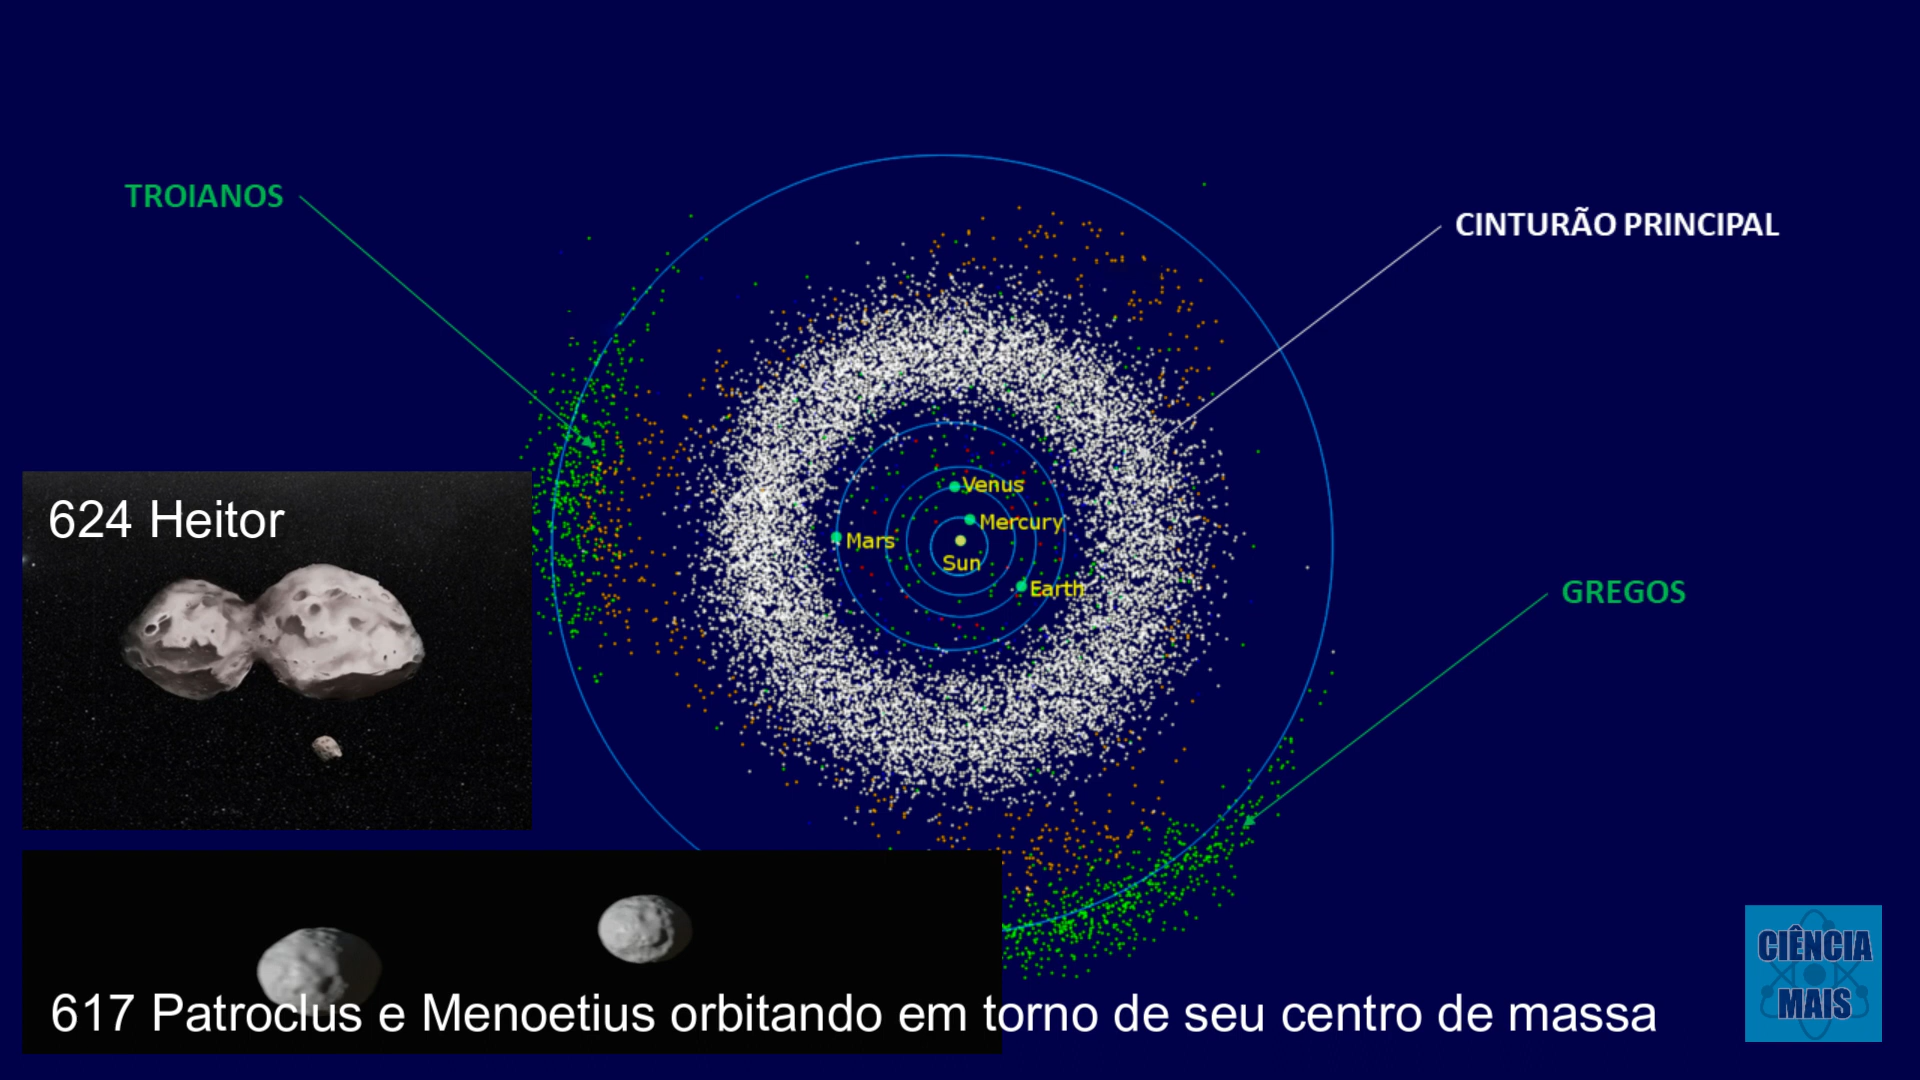 TROIANOS
CINTURÃO PRINCIPAL
624 Heitor
Venus
Mercury
Mars
Sun
Earth
GREGOS
617 Patroclus e Menoetius orbitando em torno de seu centro de massa
CIÊNCIA
MAIS